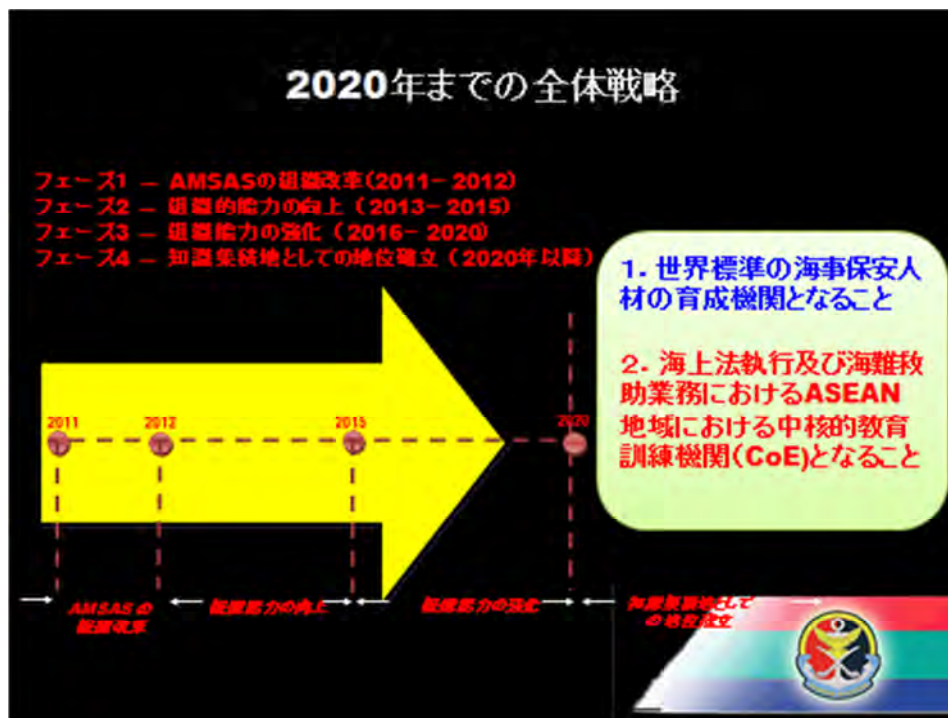 2020年までの全体戦略
フェーズ1 – AMSASの組織改革(2011–2012)
フェーズ2 – 組織的能力の向上 (2013–2015)
フェーズ3 – 組織能力の強化 (2016–2020)
フェーズ4 – 知識集積地としての地位確立 (2020年以降)
1. 世界標準の海事保安人
材の育成機関となること
2. 海上法執行及び海難救
助業務におけるASEAN
地域における中核的教育
訓練機関(CoE)となること
2011
2012
2015
2020
AMSASの
組織改革
組織能力の向上
組織能力の強化
知識集積地として
の地位確立